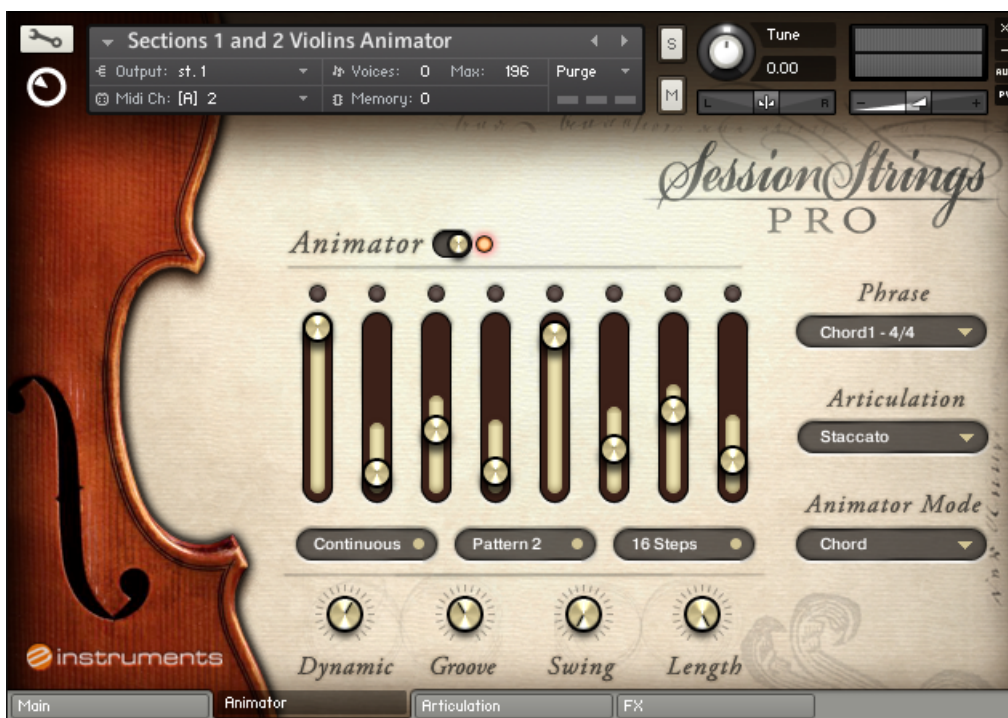 Sections 1 and 2 Violins Animator
S
Tune
0.00
Output: st.1
Voices: 0 Max: 196
Purge
AU
Midi Ch: [A] 2
Memory: 0
M
L
R
- +
PV
Session Strings
PRO
Animator
Phrase
Chord1 - 4/4
Articulation
Staccato
Animator Mode
Chord
Continuous
Pattern 2
16 Steps
Dynamic
Groove
Swing
Length
e instruments
Main
Animator
Articulation
FX